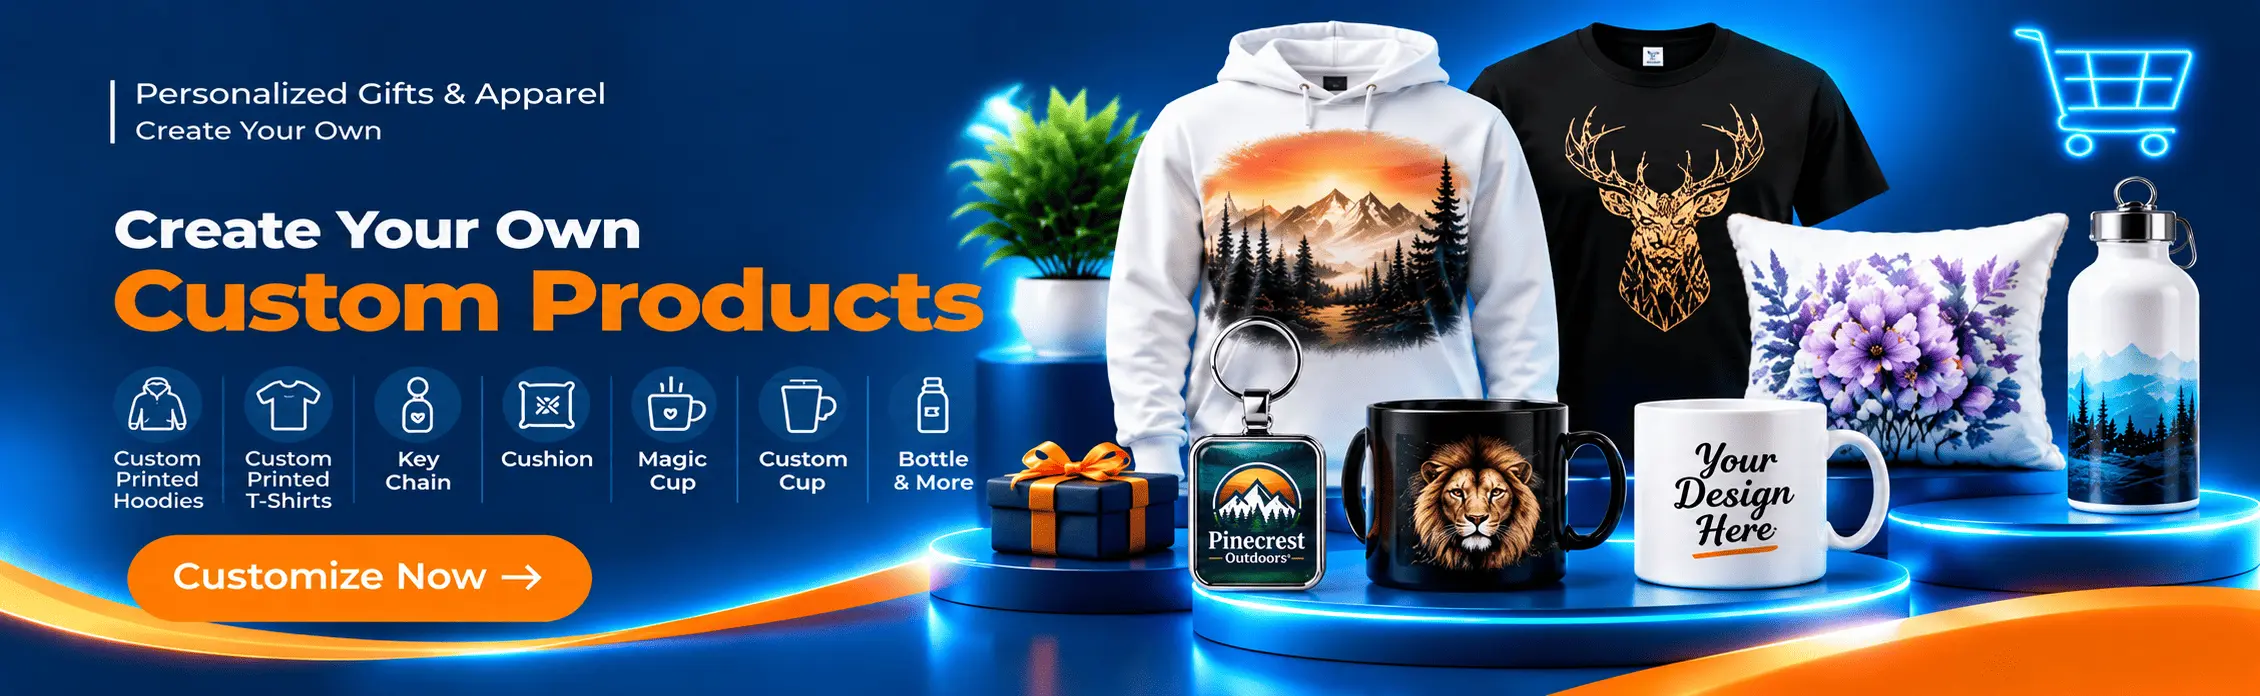 Personalized Gifts & Apparel
Create Your Own
Create Your Own
Custom Products
Custom
Printed
Hoodies
Custom
Printed
T-Shirts
Key
Chain
Cushion
Magic
Cup
Custom
Cup
Bottle
& More
Customize Now →
Pinecrest
Outdoors
Your
Design
Here